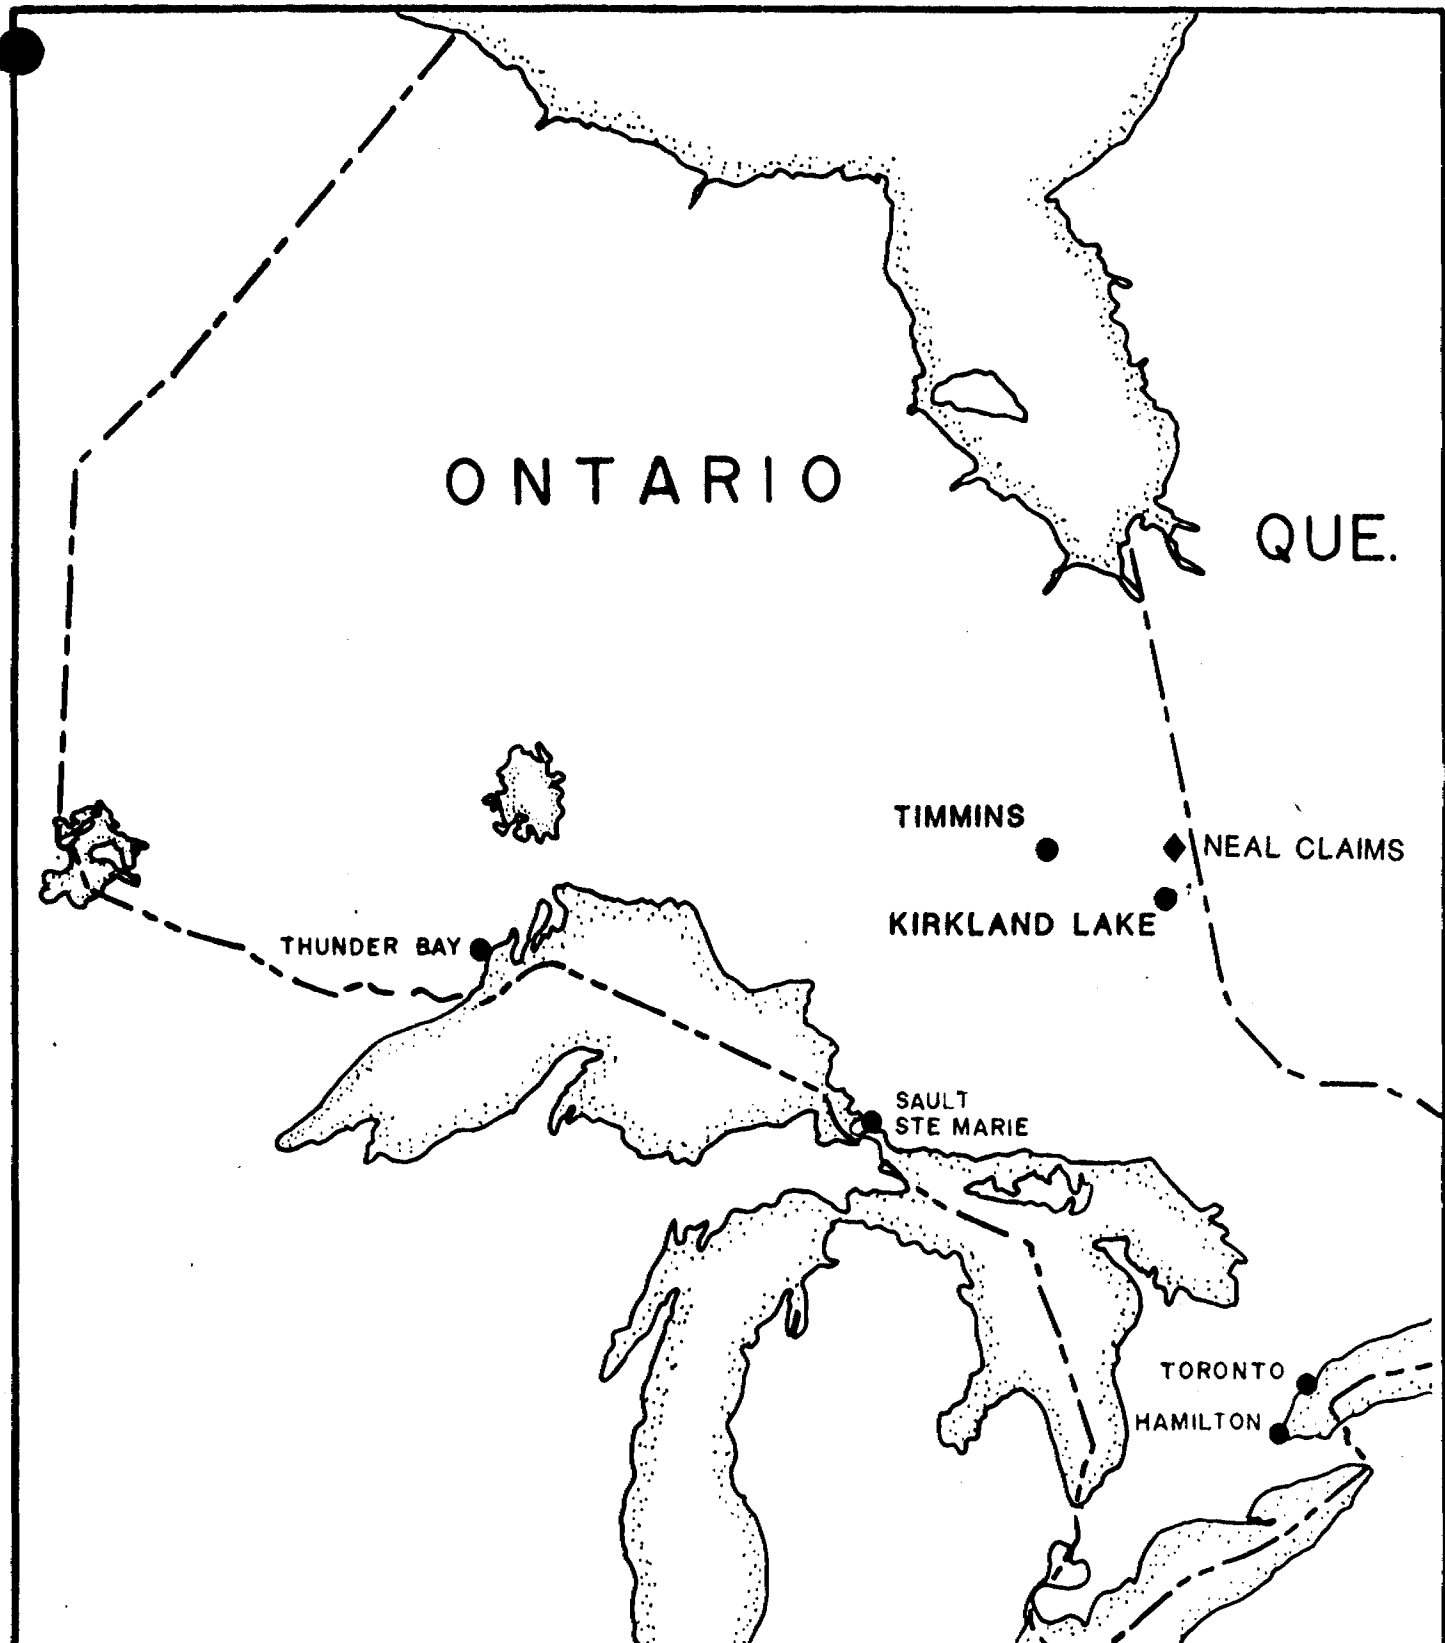 ONTARIO
QUE.
TIMMINS
NEAL CLAIMS
KIRKLAND LAKE
THUNDER BAY
SAULT
STE MARIE
TORONTO
HAMILTON